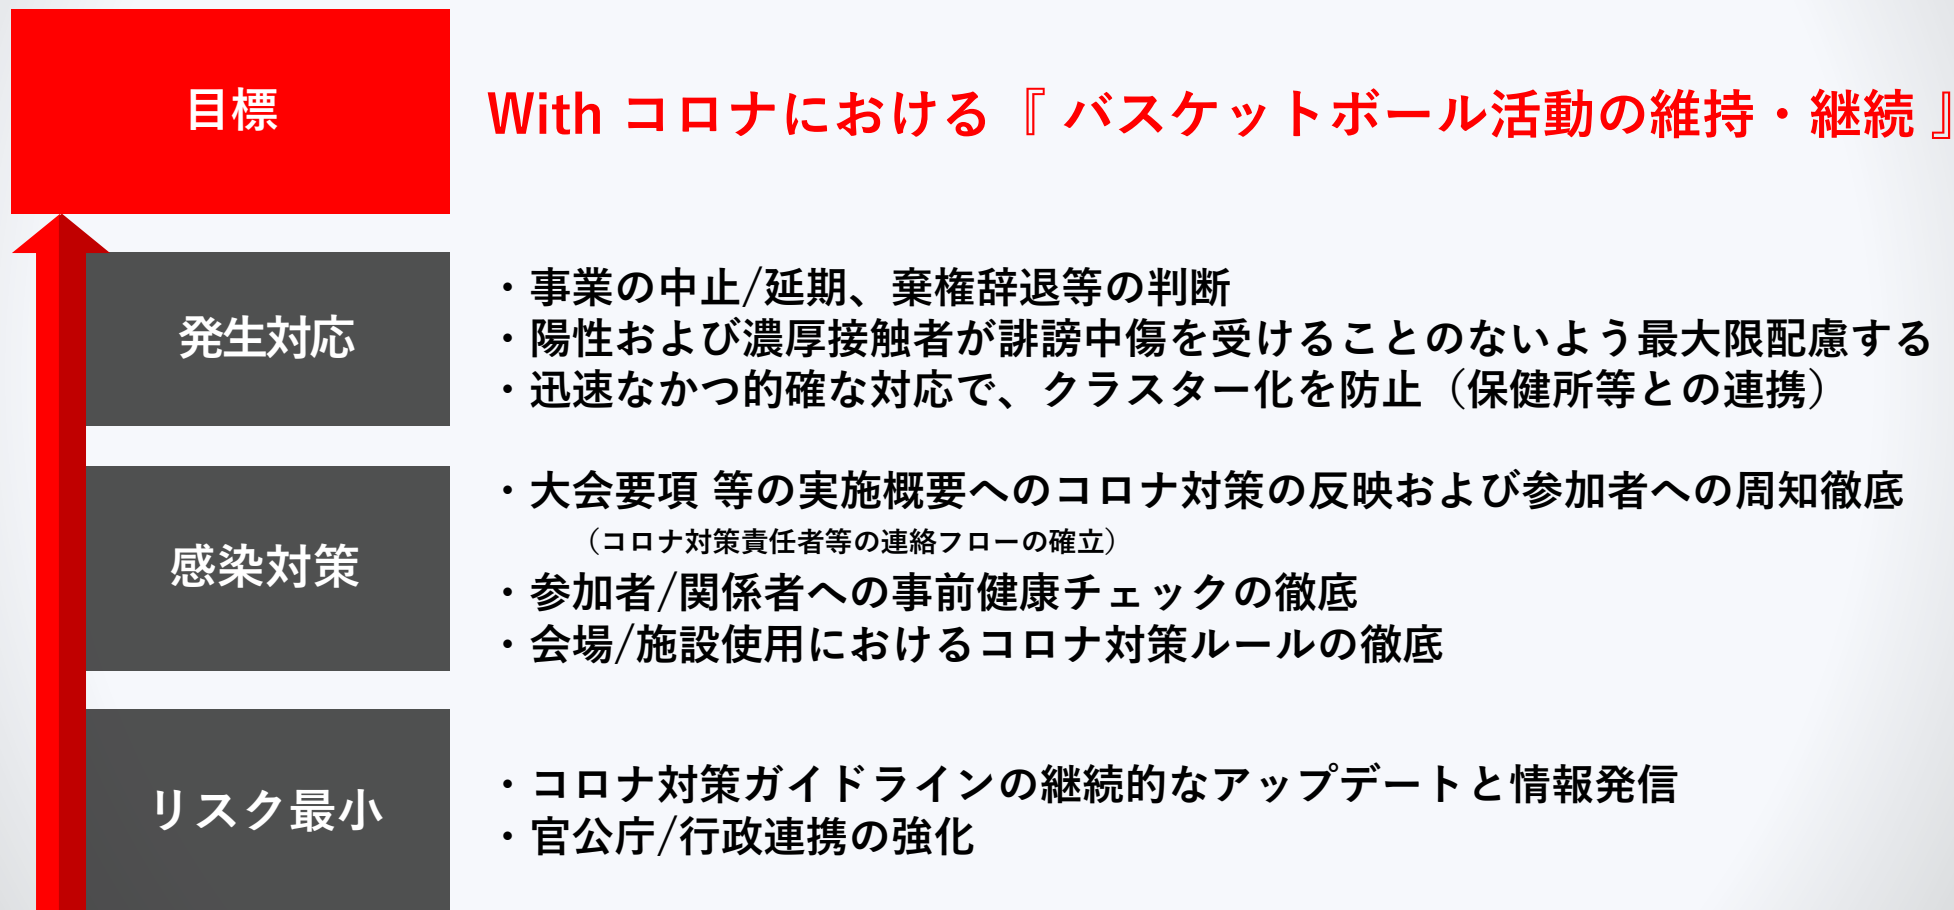 目標
With コロナにおける『 バスケットボール活動の維持・継続 』
発生対応
・事業の中止/延期、棄権辞退等の判断
・陽性および濃厚接触者が誹謗中傷を受けることのないよう最大限配慮する
・迅速なかつ的確な対応で、クラスター化を防止（保健所等との連携）
感染対策
・大会要項 等の実施概要へのコロナ対策の反映および参加者への周知徹底
（コロナ対策責任者等の連絡フローの確立）
・参加者/関係者への事前健康チェックの徹底
・会場/施設使用におけるコロナ対策ルールの徹底
リスク最小
・コロナ対策ガイドラインの継続的なアップデートと情報発信
・官公庁/行政連携の強化